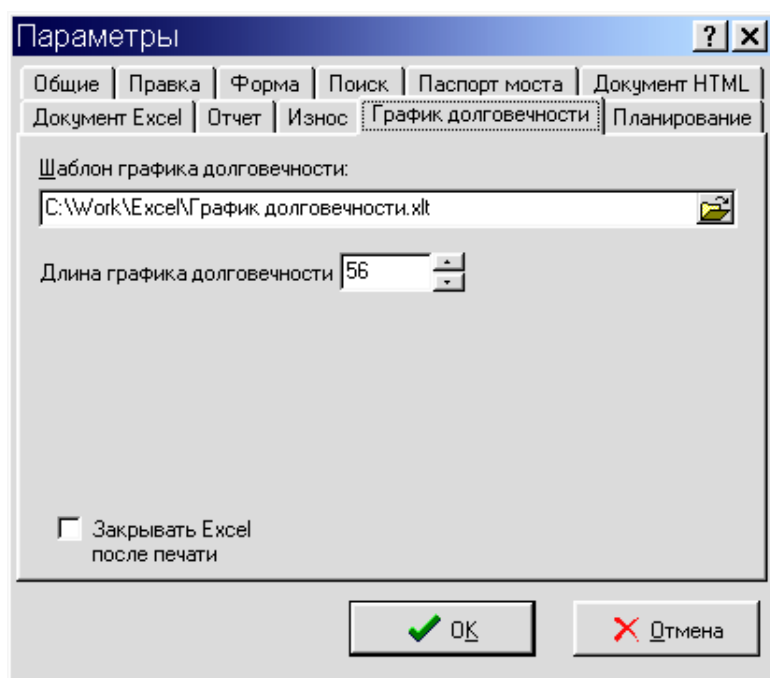 Параметры
Общие Правка Форма Поиск Паспорт моста Документ HTML
Документ Excel Отчет Износ График долговечности Планирование
Шаблон графика долговечности:
C:\Work\Excel\График долговечности.xlt
Длина графика долговечности 56
Закрывать Excel
после печати
OK Отмена